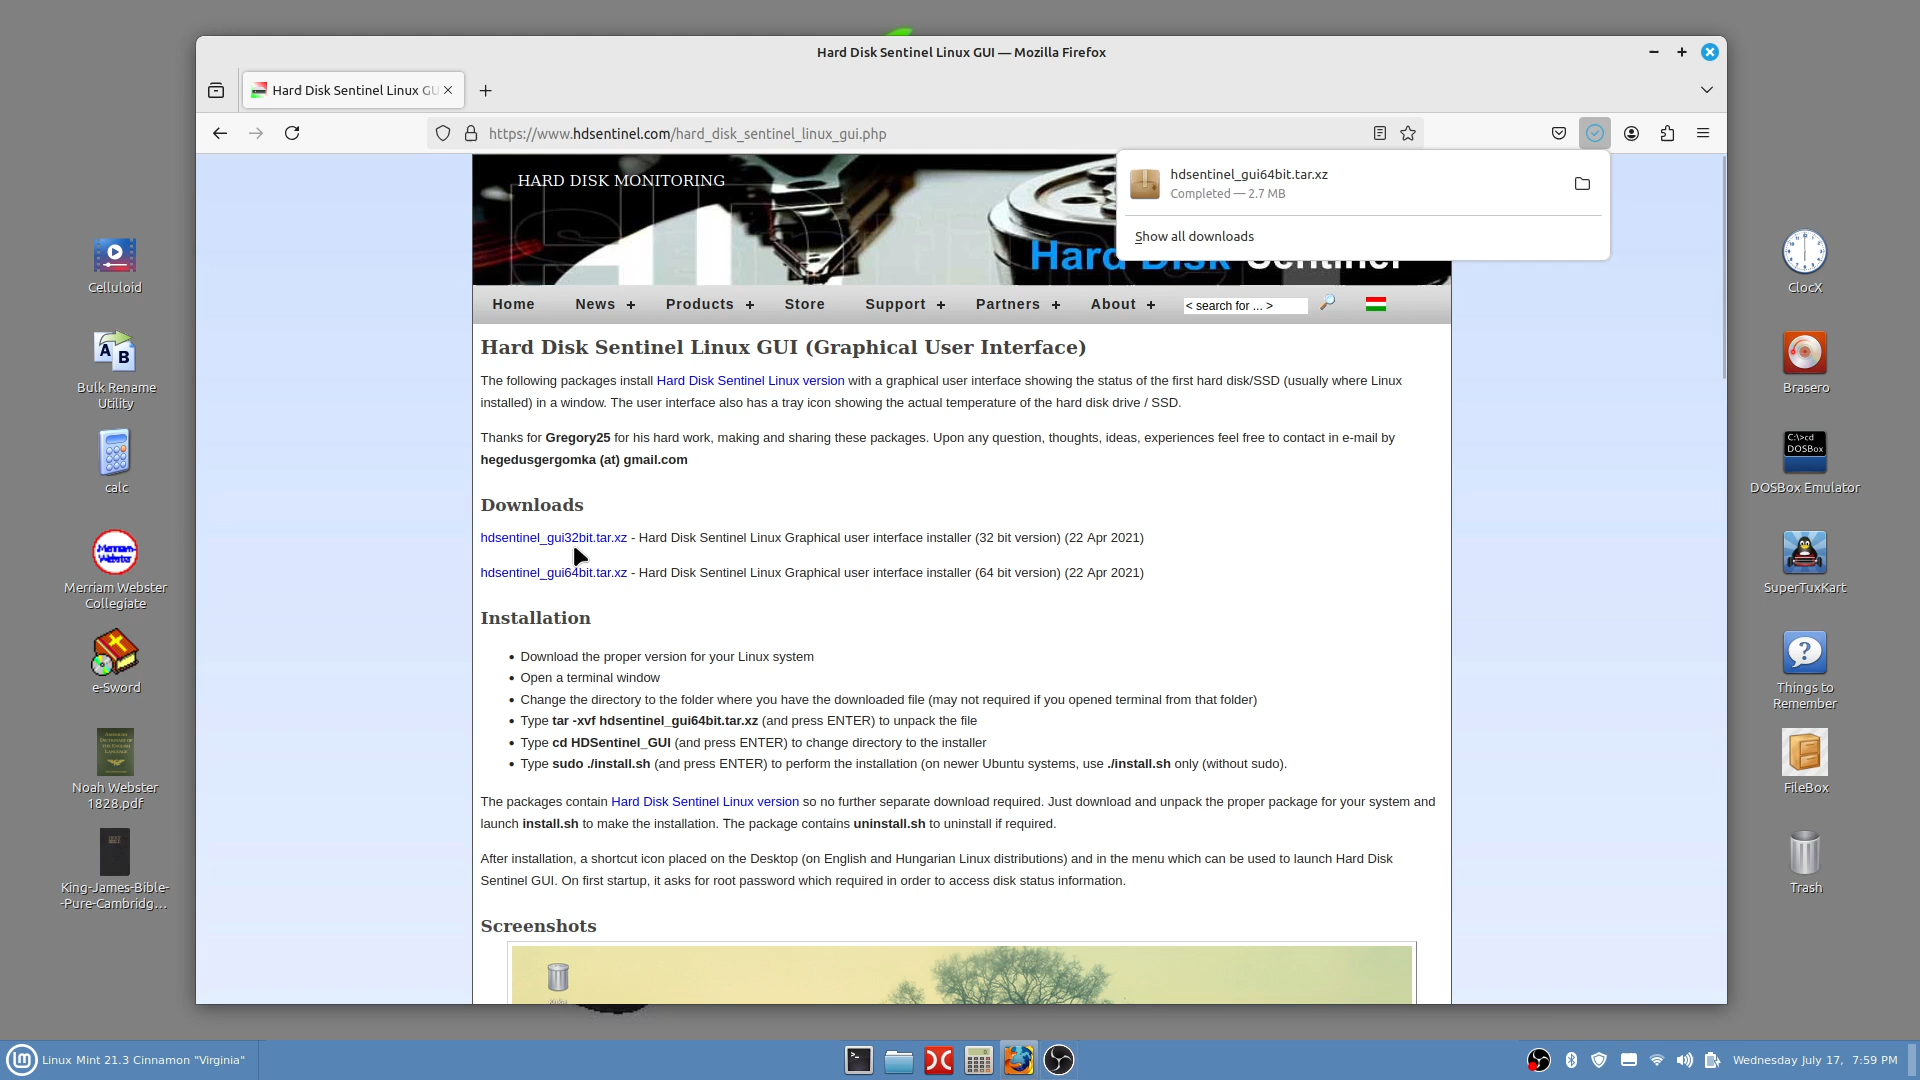 Hard Disk Sentinel Linux GUI — Mozilla Firefox
Hard Disk Sentinel Linux GU
https://www.hdsentinel.com/hard_disk_sentinel_linux_gui.php
HARD DISK MONITORING
hdsentinel_gui64bit.tar.xz
Completed — 2.7 MB
Show all downloads
Hard Disk Sentinel
Home
News +
Products +
Store
Support +
Partners +
About +
< search for ... >
Hard Disk Sentinel Linux GUI (Graphical User Interface)
The following packages install Hard Disk Sentinel Linux version with a graphical user interface showing the status of the first hard disk/SSD (usually where Linux
installed) in a window. The user interface also has a tray icon showing the actual temperature of the hard disk drive / SSD.
Thanks for Gregory25 for his hard work, making and sharing these packages. Upon any question, thoughts, ideas, experiences feel free to contact in e-mail by
hegedusgergomka (at) gmail.com
Downloads
hdsentinel_gui32bit.tar.xz - Hard Disk Sentinel Linux Graphical user interface installer (32 bit version) (22 Apr 2021)
hdsentinel_gui64bit.tar.xz - Hard Disk Sentinel Linux Graphical user interface installer (64 bit version) (22 Apr 2021)
Installation
• Download the proper version for your Linux system
• Open a terminal window
• Change the directory to the folder where you have the downloaded file (may not required if you opened terminal from that folder)
• Type tar -xvf hdsentinel_gui64bit.tar.xz (and press ENTER) to unpack the file
• Type cd HDSentinel_GUI (and press ENTER) to change directory to the installer
• Type sudo ./install.sh (and press ENTER) to perform the installation (on newer Ubuntu systems, use ./install.sh only (without sudo).
The packages contain Hard Disk Sentinel Linux version so no further separate download required. Just download and unpack the proper package for your system and
launch install.sh to make the installation. The package contains uninstall.sh to uninstall if required.
After installation, a shortcut icon placed on the Desktop (on English and Hungarian Linux distributions) and in the menu which can be used to launch Hard Disk
Sentinel GUI. On first startup, it asks for root password which required in order to access disk status information.
Screenshots
Celluloid
A B
Bulk Rename
Utility
calc
Merriam-
Webster
Merriam Webster
Collegiate
e-Sword
Noah Webster
1828.pdf
King-James-Bible-
-Pure-Cambridg...
ClocX
Brasero
C:\>cd
DOSBox
DOSBox Emulator
SuperTuxKart
?
Things to
Remember
FileBox
Trash
Linux Mint 21.3 Cinnamon "Virginia"
Wednesday July 17, 7:59 PM